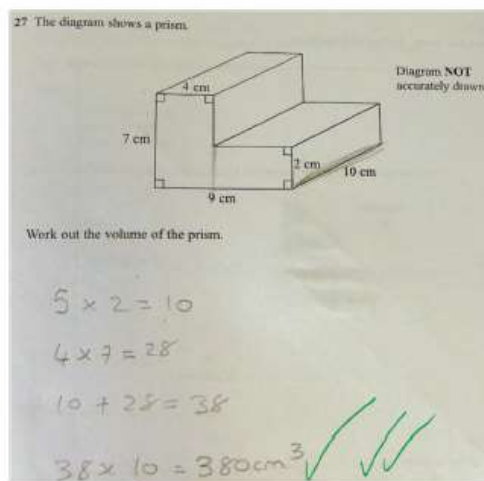 27 The diagram shows a prism.
Diagram NOT
accurately drawn
4 cm
7 cm
2 cm
10 cm
9 cm
Work out the volume of the prism.
5 × 2 = 10
4 × 7 = 28
10 + 28 = 38
38 × 10 = 380cm³